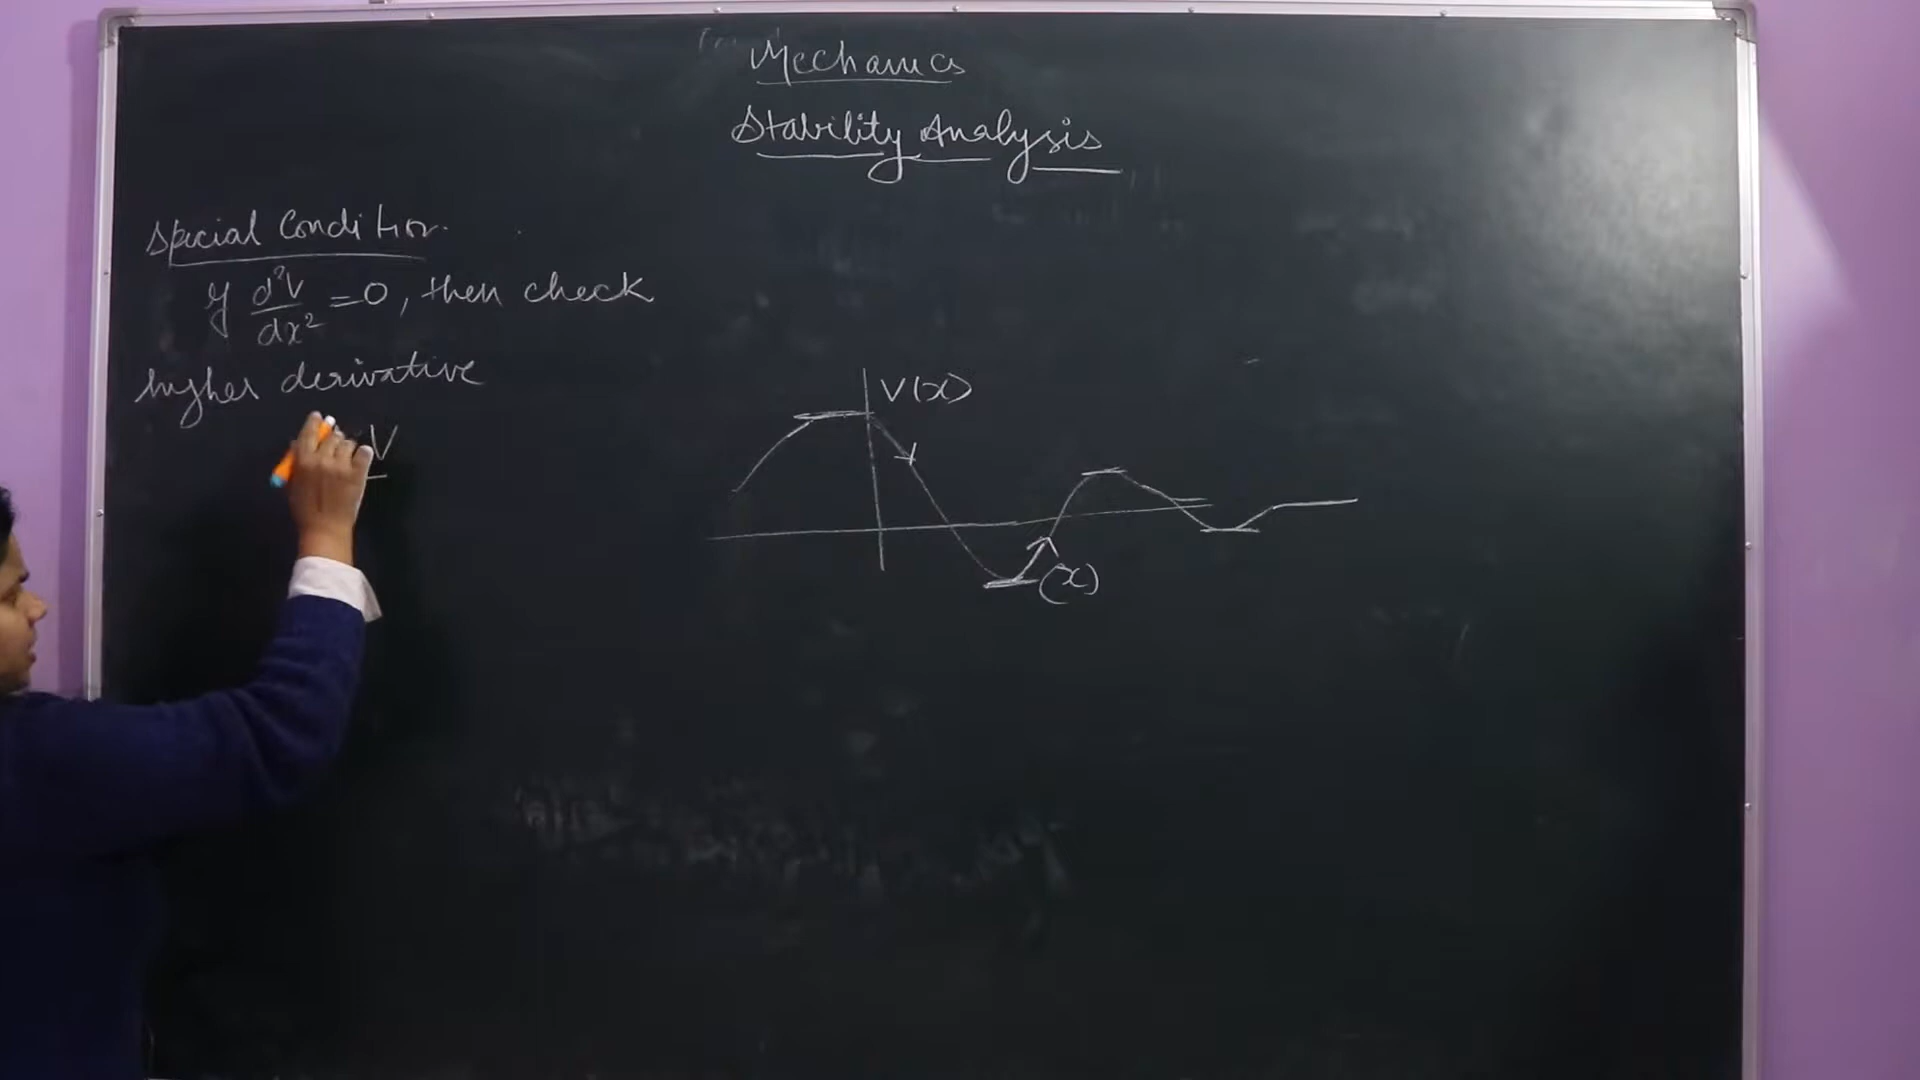 Mechanics
Stability Analysis
Special Condition.
If d²V/dx² = 0, then check
higher derivative
V
V(x)
(x)